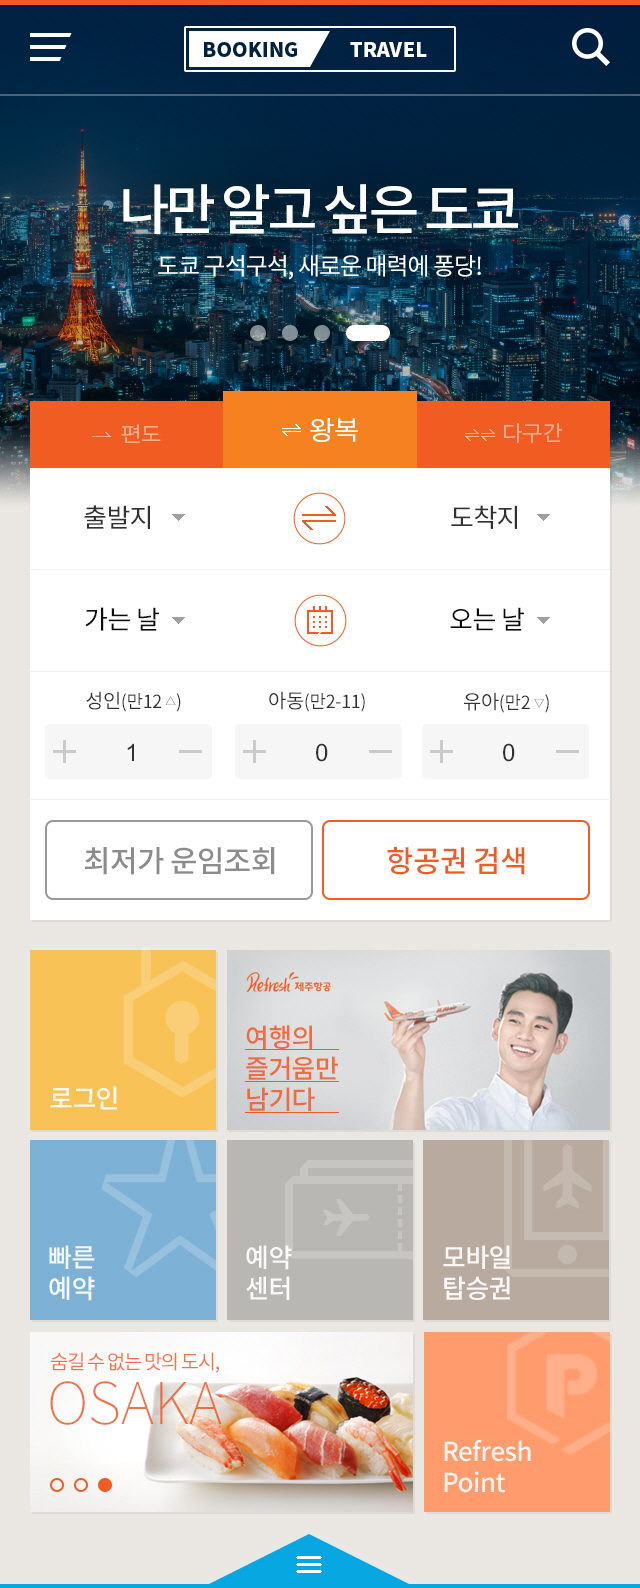 BOOKING TRAVEL
나만 알고 싶은 도쿄
도쿄 구석구석, 새로운 매력에 퐁당!
편도 왕복 다구간
출발지 도착지
가는 날 오는 날
성인(만12△) 아동(만2-11) 유아(만2▽)
1 0 0
최저가 운임조회 항공권 검색
로그인
Refresh 제주항공
여행의
즐거움만
남기다
빠른
예약
예약
센터
모바일
탑승권
숨길 수 없는 맛의 도시,
OSAKA
P
Refresh
Point